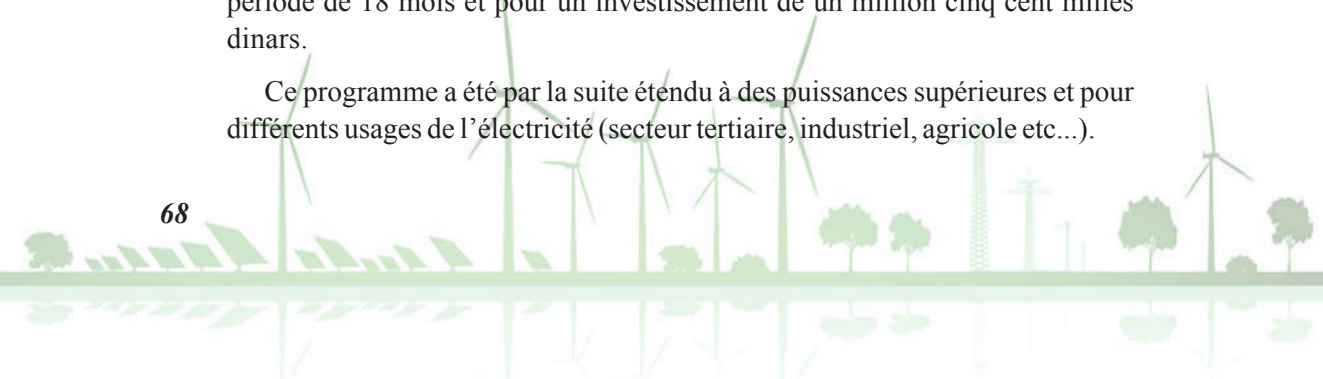 période de 18 mois et pour un investissement de un million cinq cent milles
dinars.
Ce programme a été par la suite étendu à des puissances supérieures et pour
différents usages de l’électricité (secteur tertiaire, industriel, agricole etc...).
68